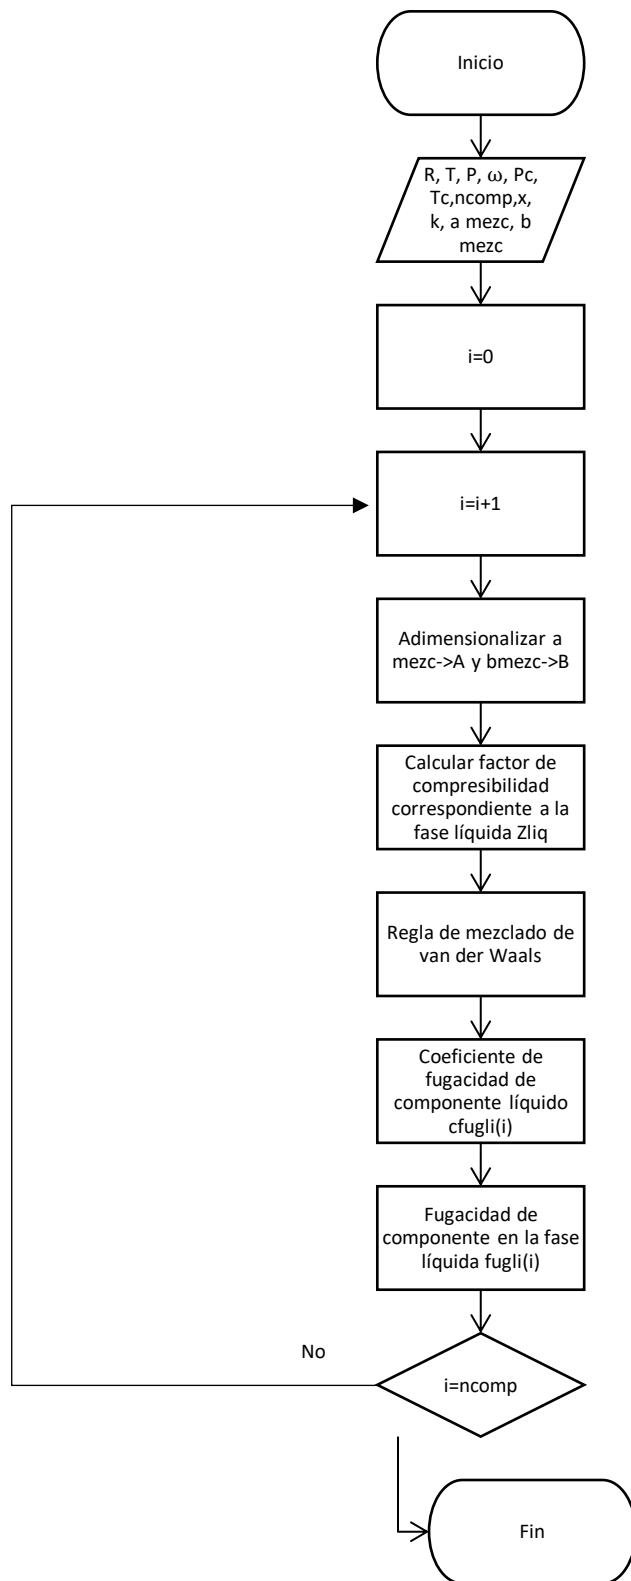 Inicio
R, T, P, ω, Pc,
Tc,ncomp,x,
k, a mezc, b
mezc
i=0
i=i+1
Adimensionalizar a
mezc->A y bmezc->B
Calcular factor de
compresibilidad
correspondiente a la
fase líquida Zliq
Regla de mezclado de
van der Waals
Coeficiente de
fugacidad de
componente líquido
cfugli(i)
Fugacidad de
componente en la fase
líquida fugli(i)
No
i=ncomp
Fin